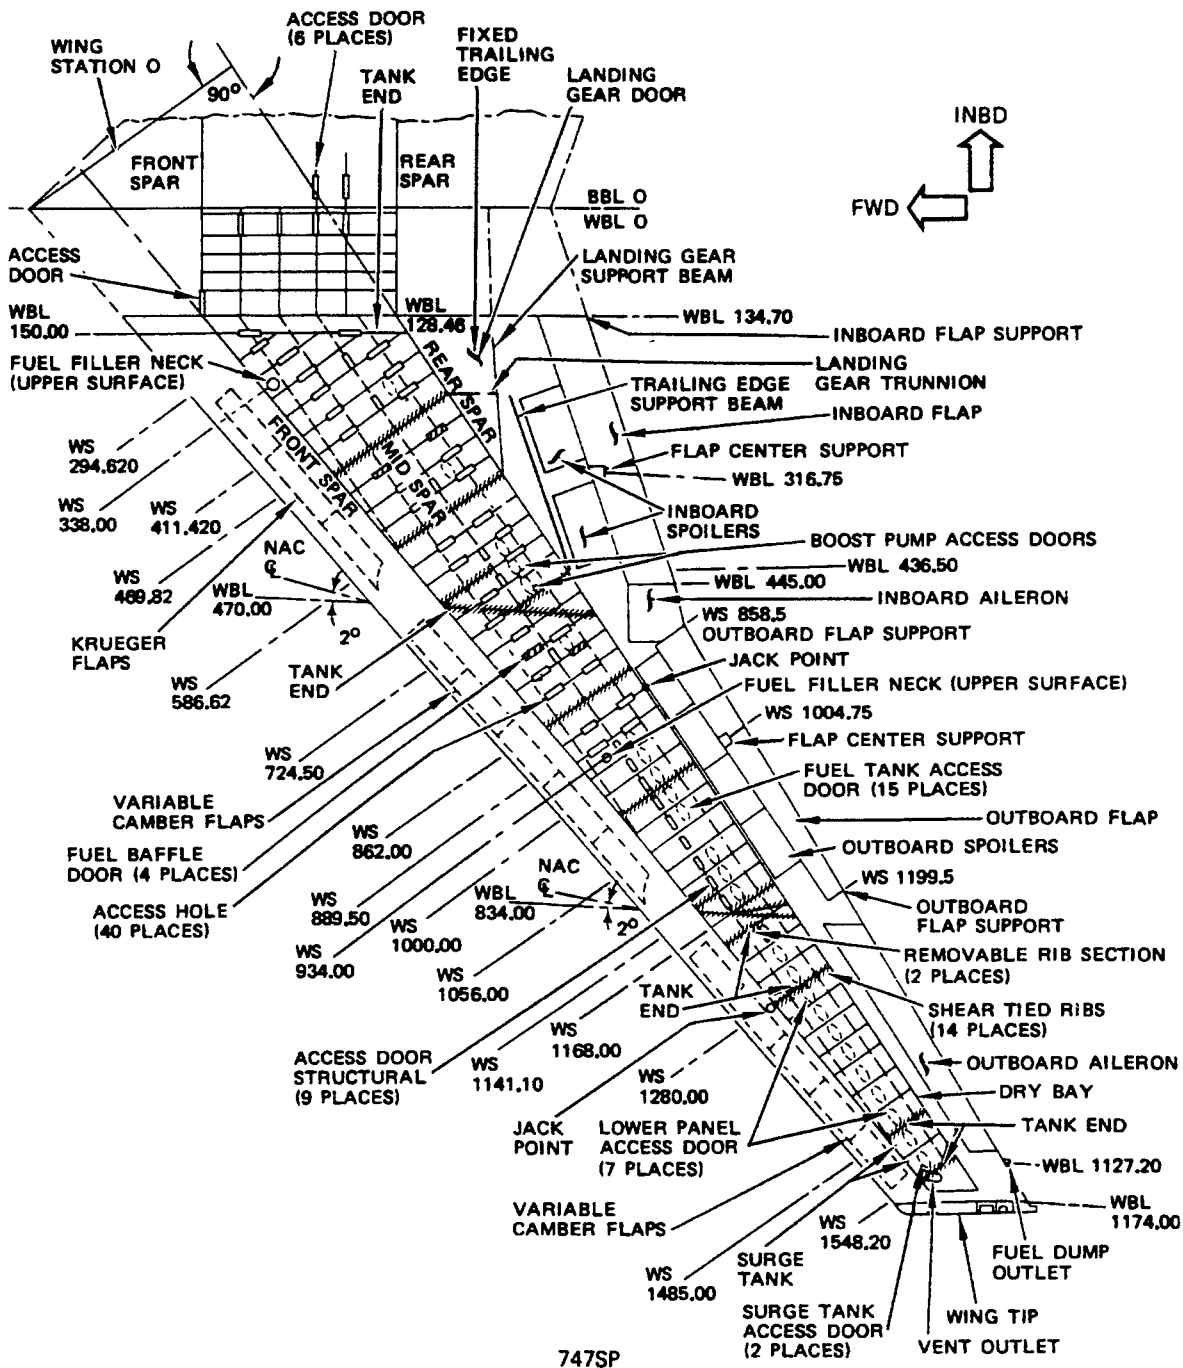 ACCESS DOOR
(6 PLACES)
WING
STATION O
90°
TANK
END
FIXED
TRAILING
EDGE
LANDING
GEAR DOOR
INBD
FWD
FRONT
SPAR
REAR
SPAR
BBL O
WBL O
ACCESS
DOOR
LANDING GEAR
SUPPORT BEAM
WBL
150.00
WBL
128.46
WBL 134.70
INBOARD FLAP SUPPORT
FUEL FILLER NECK
(UPPER SURFACE)
REAR SPAR
LANDING
GEAR TRUNNION
TRAILING EDGE
SUPPORT BEAM
INBOARD FLAP
FRONT SPAR
MID SPAR
WS
294.620
FLAP CENTER SUPPORT
WBL 316.75
WS
338.00
WS
411.420
INBOARD
SPOILERS
BOOST PUMP ACCESS DOORS
WBL 436.50
WS
469.82
NAC
℄
WBL
470.00
2°
WBL 445.00
INBOARD AILERON
WS 858.5
OUTBOARD FLAP SUPPORT
KRUEGER
FLAPS
TANK
END
JACK POINT
FUEL FILLER NECK (UPPER SURFACE)
WS
586.62
WS 1004.75
FLAP CENTER SUPPORT
WS
724.50
FUEL TANK ACCESS
DOOR (15 PLACES)
VARIABLE
CAMBER FLAPS
OUTBOARD FLAP
WS
862.00
OUTBOARD SPOILERS
FUEL BAFFLE
DOOR (4 PLACES)
NAC
℄
WBL
834.00
2°
WS 1199.5
OUTBOARD
FLAP SUPPORT
WS
889.50
ACCESS HOLE
(40 PLACES)
WS
1000.00
WS
934.00
REMOVABLE RIB SECTION
(2 PLACES)
WS
1056.00
TANK
END
SHEAR TIED RIBS
(14 PLACES)
WS
1168.00
ACCESS DOOR
STRUCTURAL
(9 PLACES)
WS
1141.10
WS
1280.00
OUTBOARD AILERON
DRY BAY
JACK
POINT
LOWER PANEL
ACCESS DOOR
(7 PLACES)
TANK END
WBL 1127.20
VARIABLE
CAMBER FLAPS
WBL
1174.00
WS
1548.20
SURGE
TANK
FUEL DUMP
OUTLET
WS
1485.00
SURGE TANK
ACCESS DOOR
(2 PLACES)
WING TIP
VENT OUTLET
747SP